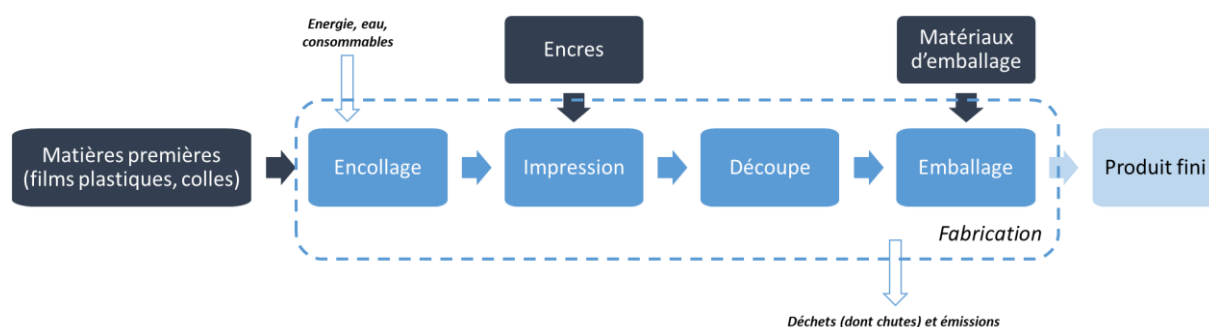 Energie, eau,
consommables
Encres
Matériaux
d’emballage
Matières premières
(films plastiques, colles)
Encollage
Impression
Découpe
Emballage
Produit fini
Fabrication
Déchets (dont chutes) et émissions